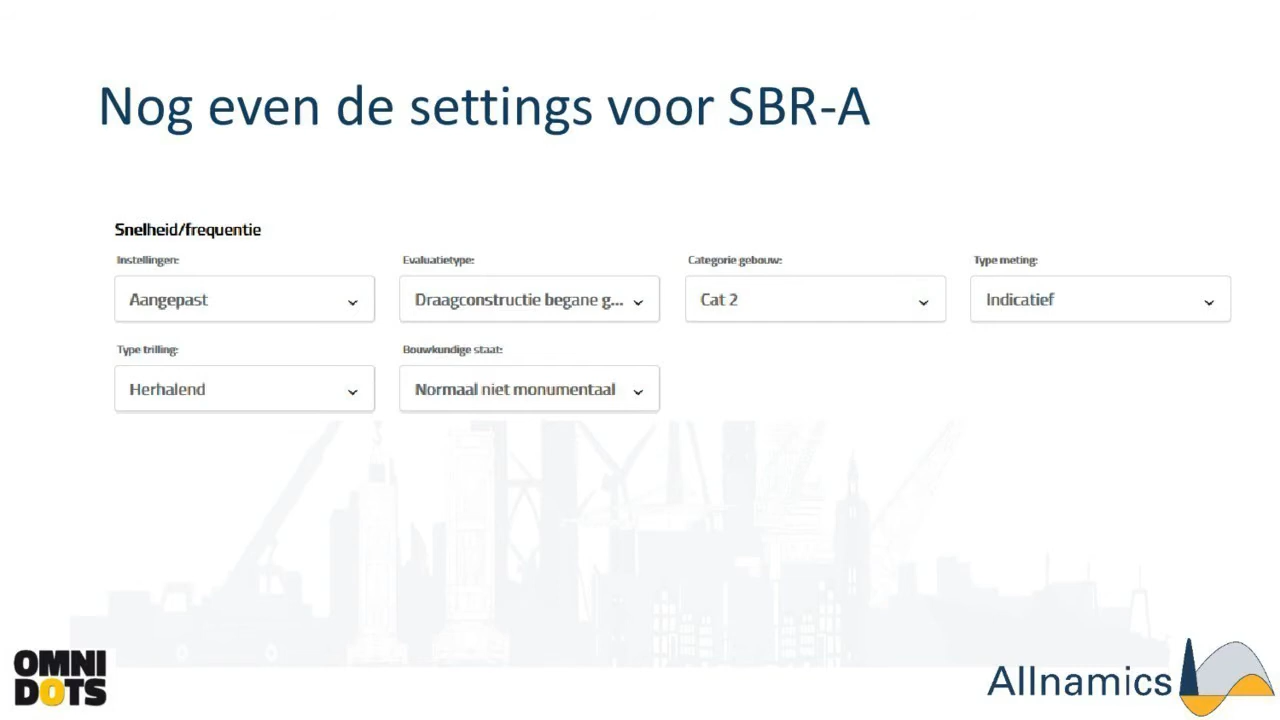 Nog even de settings voor SBR-A
Snelheid/frequentie
Instellingen: Evaluatietype: Categorie gebouw: Type meting:
Aangepast Draagconstructie begane g... Cat 2 Indicatief
Type trilling: Bouwkundige staat:
Herhalend Normaal niet monumentaal
OMNI
DOTS
Allnamics